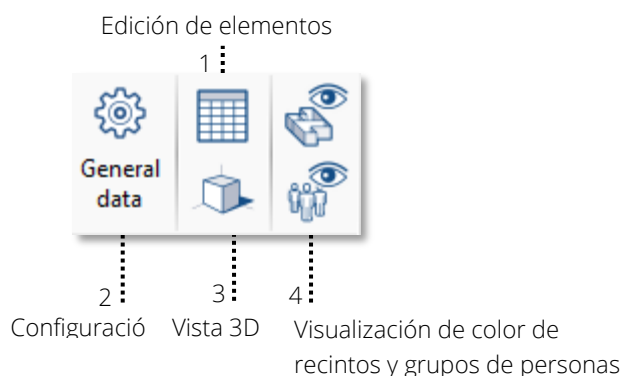 Edición de elementos
1
General
data
2
3
4
Configuració
Vista 3D
Visualización de color de
recintos y grupos de personas